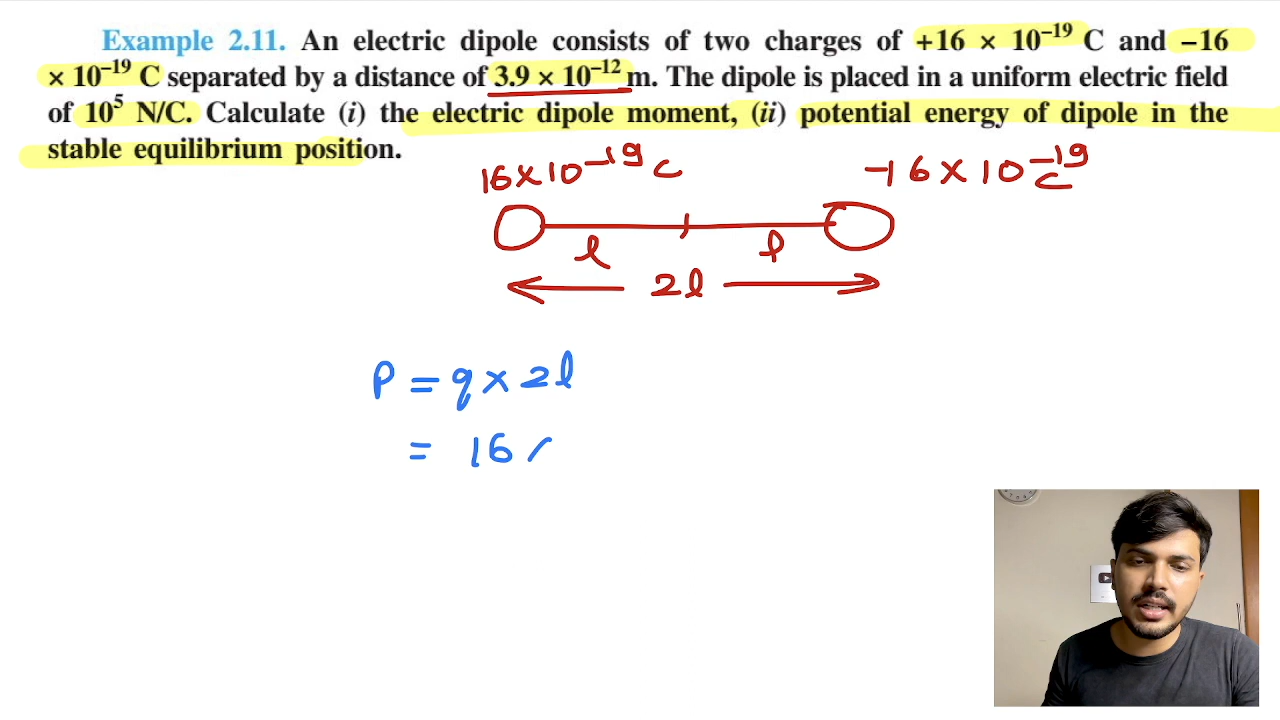 Example 2.11. An electric dipole consists of two charges of +16 × 10⁻¹⁹ C and –16
× 10⁻¹⁹ C separated by a distance of 3.9 × 10⁻¹² m. The dipole is placed in a uniform electric field
of 10⁵ N/C. Calculate (i) the electric dipole moment, (ii) potential energy of dipole in the
stable equilibrium position.
16×10⁻¹⁹ C
-16×10⁻¹⁹ C
l l
2l
P = q × 2l
= 16